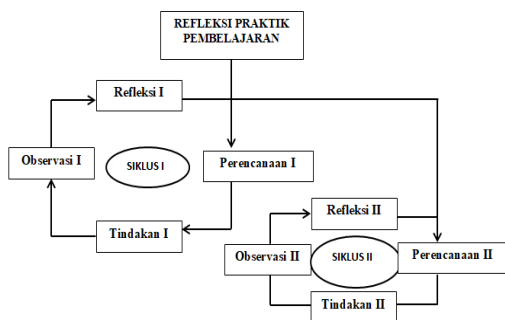 REFLEKSI PRAKTIK
PEMBELAJARAN
Refleksi I
Observasi I
SIKLUS I
Perencanaan I
Tindakan I
Refleksi II
Observasi II
SIKLUS II
Perencanaan II
Tindakan II